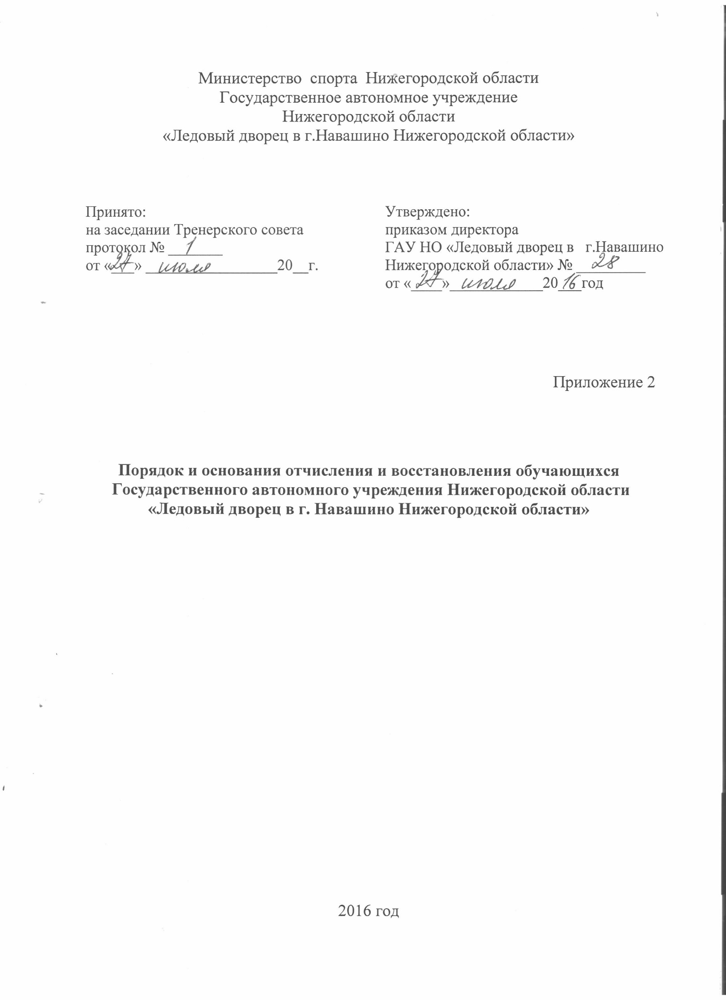 Министерство спорта Нижегородской области
Государственное автономное учреждение
Нижегородской области
«Ледовый дворец в г.Навашино Нижегородской области»
Принято:
на заседании Тренерского совета
протокол № 1
от «27» июля 20__г.
Утверждено:
приказом директора
ГАУ НО «Ледовый дворец в г.Навашино
Нижегородской области» № 28
от «27» июля 2016 год
Приложение 2
Порядок и основания отчисления и восстановления обучающихся
Государственного автономного учреждения Нижегородской области
«Ледовый дворец в г. Навашино Нижегородской области»
2016 год